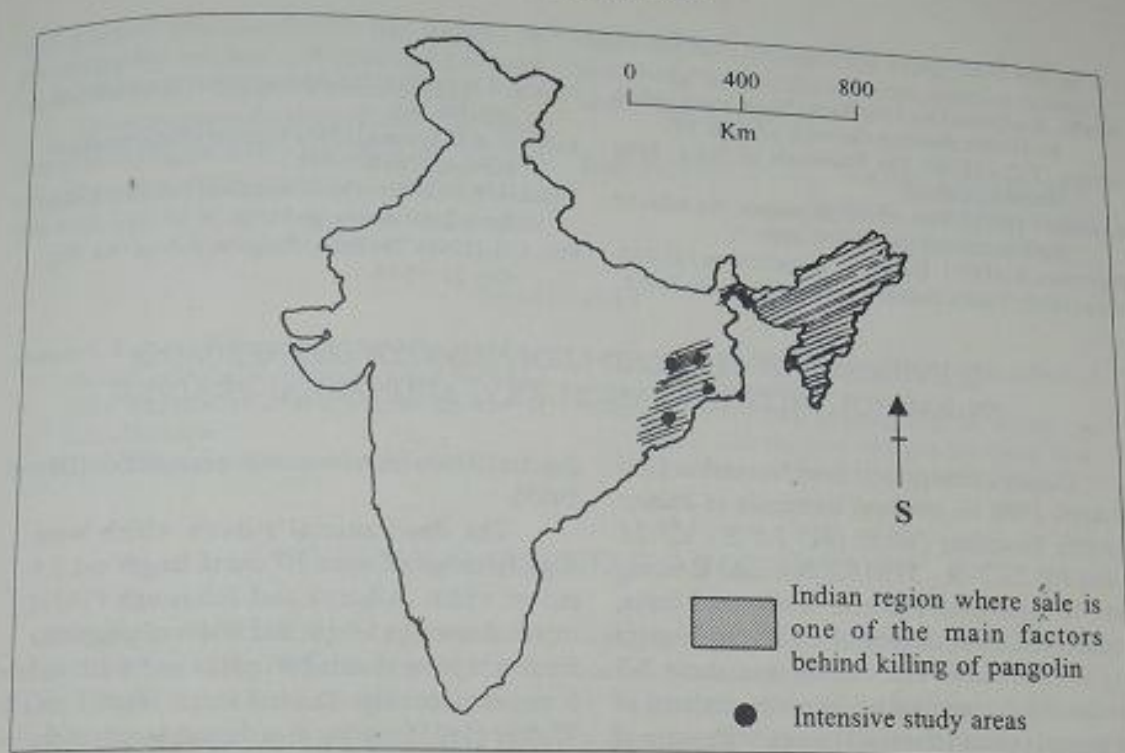 0 400 800
Km
S
Indian region where sale is
one of the main factors
behind killing of pangolin
Intensive study areas